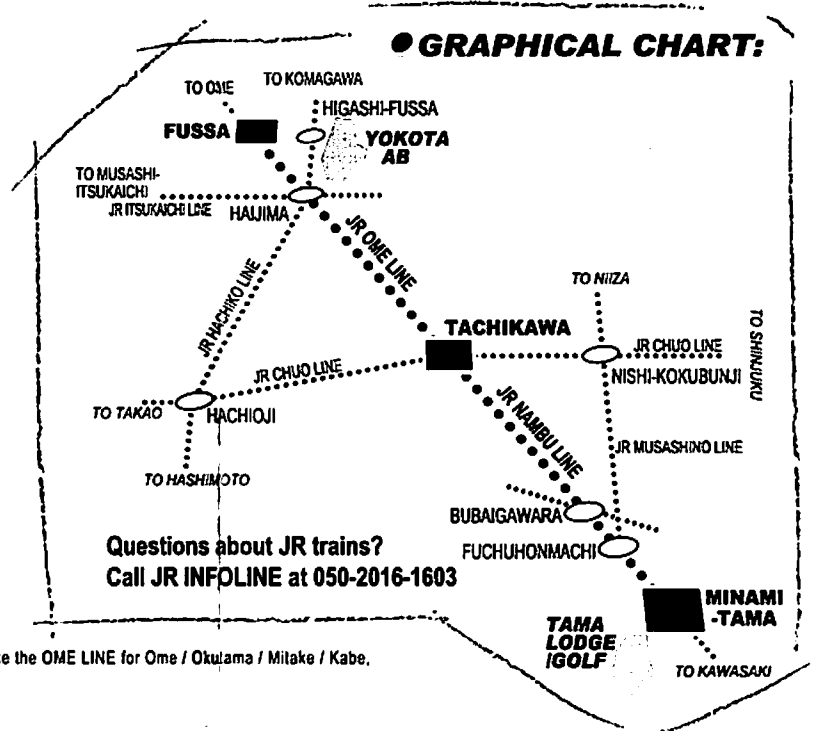 GRAPHICAL CHART:
TO OME
TO KOMAGAWA
HIGASHI-FUSSA
FUSSA
YOKOTA
AB
TO MUSASHI-
ITSUKAICHI
JR ITSUKAICHI LINE
HAIJIMA
JR OME LINE
JR HACHIKO LINE
TO NIIZA
TACHIKAWA
JR CHUO LINE
TO SHINJUKU
NISHI-KOKUBUNJI
JR CHUO LINE
TO TAKAO
HACHIOJI
JR NAMBU LINE
JR MUSASHINO LINE
TO HASHIMOTO
BUBAIGAWARA
FUCHUHONMACHI
Questions about JR trains?
Call JR INFOLINE at 050-2016-1603
MINAMI
-TAMA
TAMA
LODGE
/GOLF
TO KAWASAKI
e the OME LINE for Ome / Okutama / Mitake / Kabe,